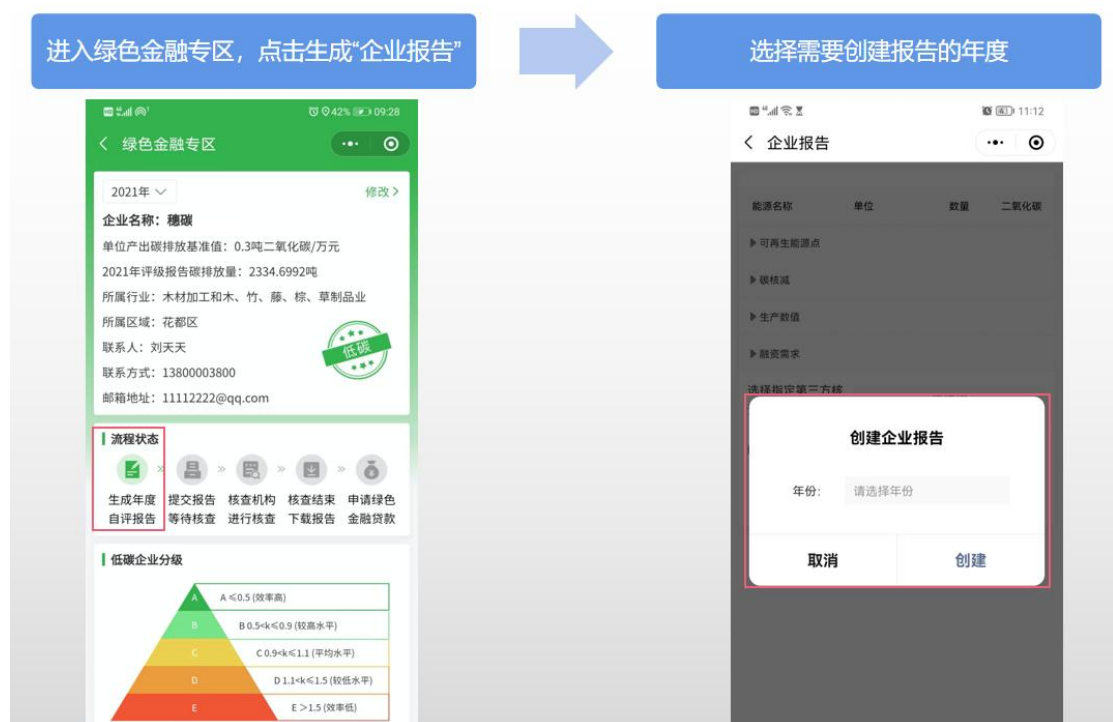 进入绿色金融专区，点击生成“企业报告”
选择需要创建报告的年度
42% 09:28
绿色金融专区
2021年
修改
企业名称：穗碳
单位产出碳排放基准值：0.3吨二氧化碳/万元
2021年评级报告碳排放量：2334.6992吨
所属行业：木材加工和木、竹、藤、棕、草制品业
所属区域：花都区
联系人：刘天天
联系方式：13800003800
邮箱地址：11112222@qq.com
低碳
流程状态
生成年度 提交报告 核查机构 核查结束 申请绿色
自评报告 等待核查 进行核查 下载报告 金融贷款
低碳企业分级
A A ≤0.5 (效率高)
B B 0.5<k≤0.9 (较高水平)
C C 0.9<k≤1.1 (平均水平)
D D 1.1<k≤1.5 (较低水平)
E E ＞1.5 (效率低)
11:12
企业报告
能源名称 单位 数量 二氧化碳
可再生能源点
碳核减
生产数值
融资需求
选择指定第三方核
创建企业报告
年份： 请选择年份
取消 创建